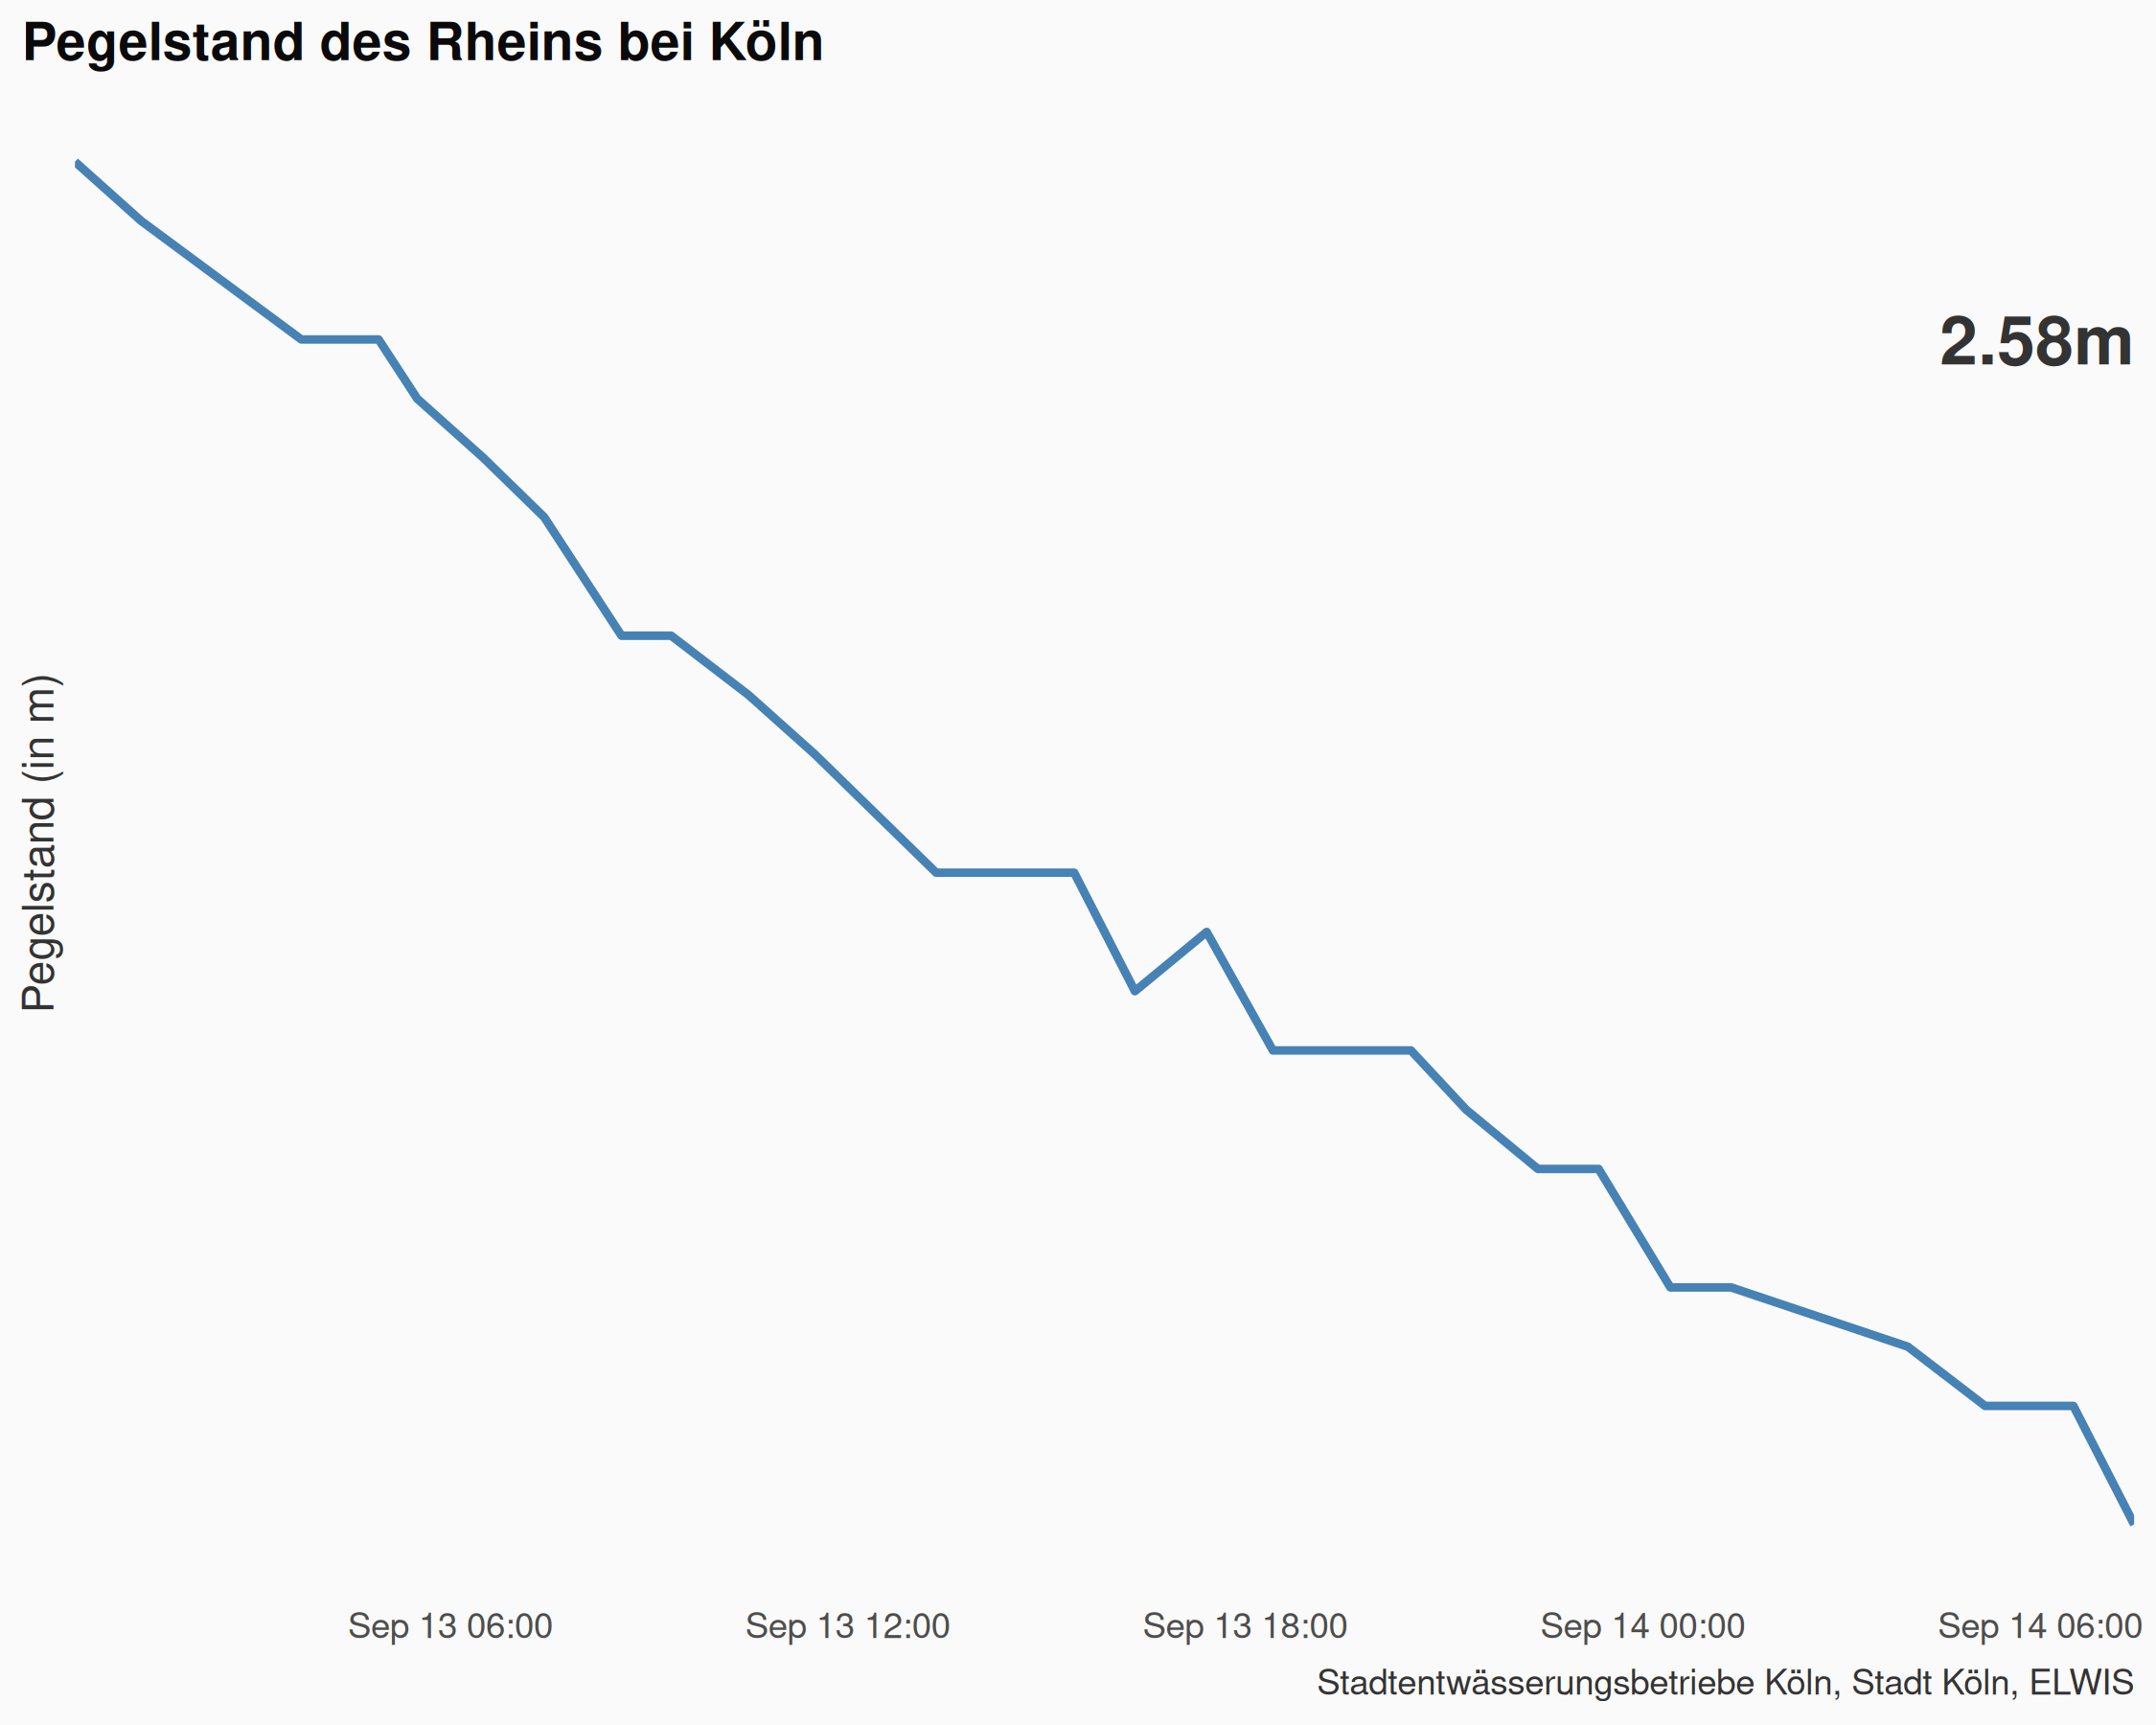 Pegelstand des Rheins bei Köln
2.58m
Pegelstand (in m)
Sep 13 06:00
Sep 13 12:00
Sep 13 18:00
Sep 14 00:00
Sep 14 06:00
Stadtentwässerungsbetriebe Köln, Stadt Köln, ELWIS